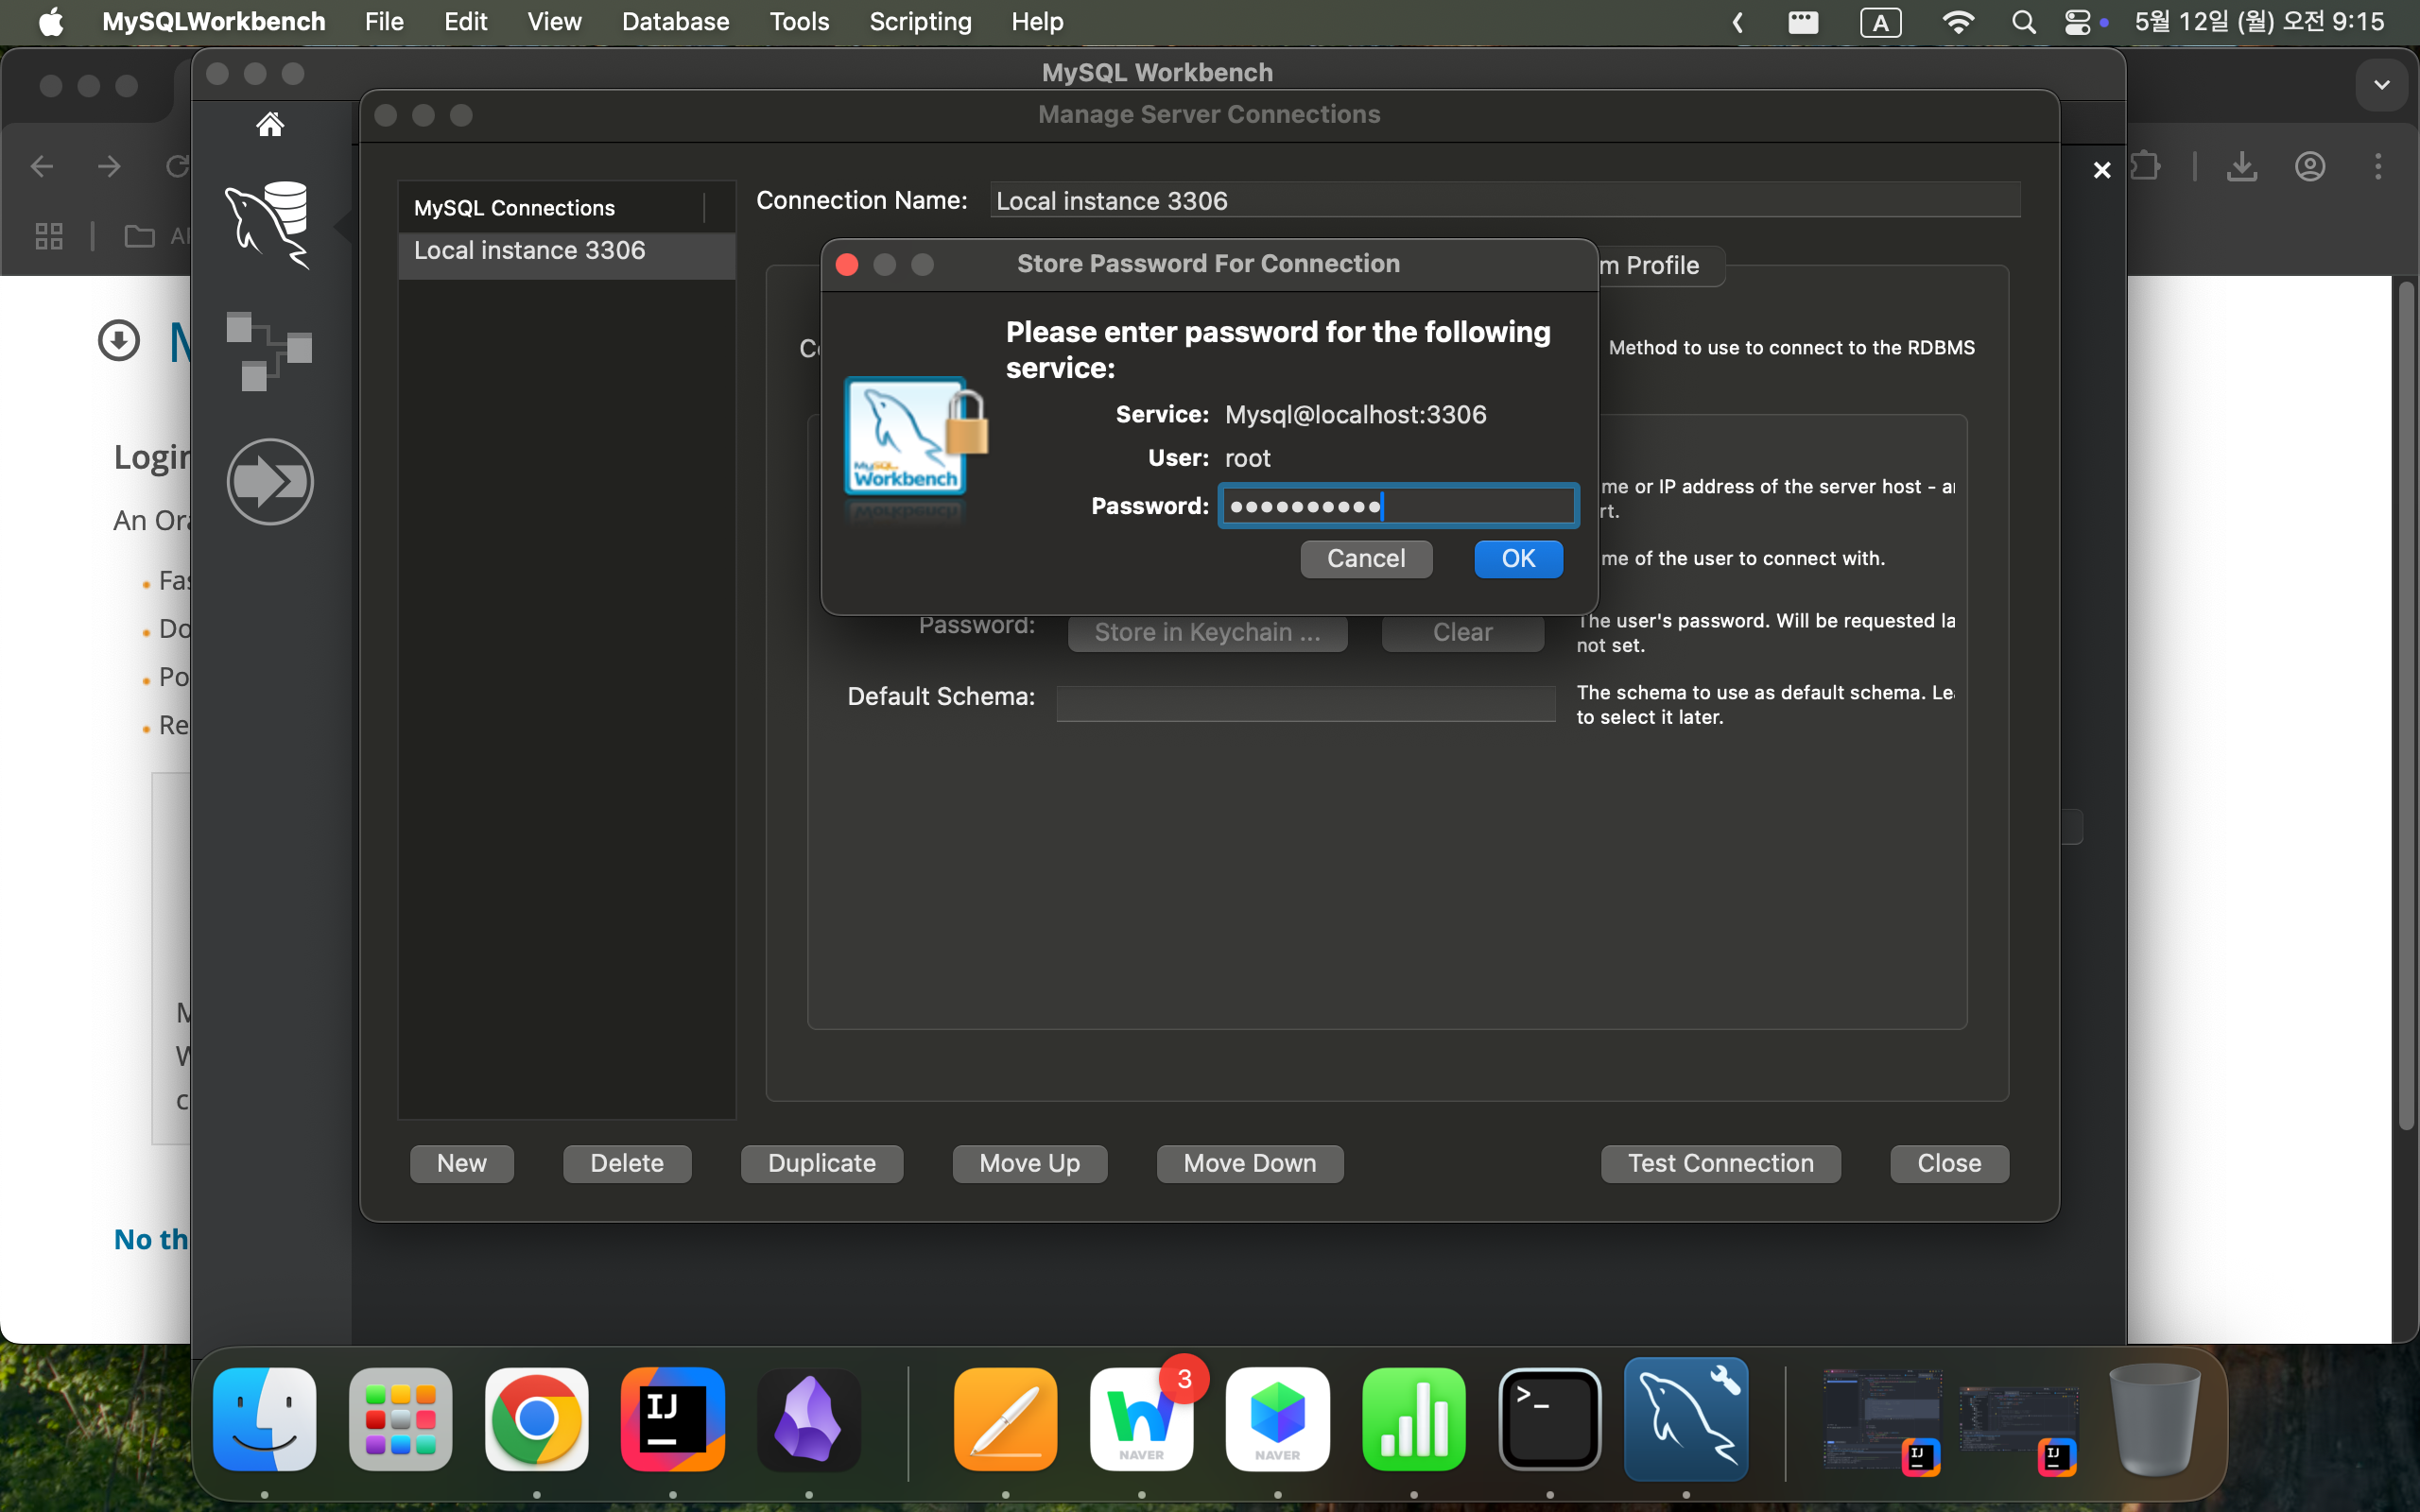 MySQLWorkbench File Edit View Database Tools Scripting Help
A
5월 12일 (월) 오전 9:15
MySQL Workbench
Manage Server Connections
MySQL Connections
Local instance 3306
Connection Name: Local instance 3306
m Profile
Store Password For Connection
Please enter password for the following
service:
Service: Mysql@localhost:3306
User: root
Password: ●●●●●●●●●●
Cancel OK
MySQL
Workbench
Method to use to connect to the RDBMS
me or IP address of the server host - a
rt.
me of the user to connect with.
Password: Store in Keychain ... Clear
The user's password. Will be requested la
not set.
Default Schema:
The schema to use as default schema. Le
to select it later.
New Delete Duplicate Move Up Move Down Test Connection Close
Al
M
Login
An Ora
Fas
Do
Po
Re
M
W
c
No th
IJ
3
NAVER
NAVER
>_
IJ
IJ